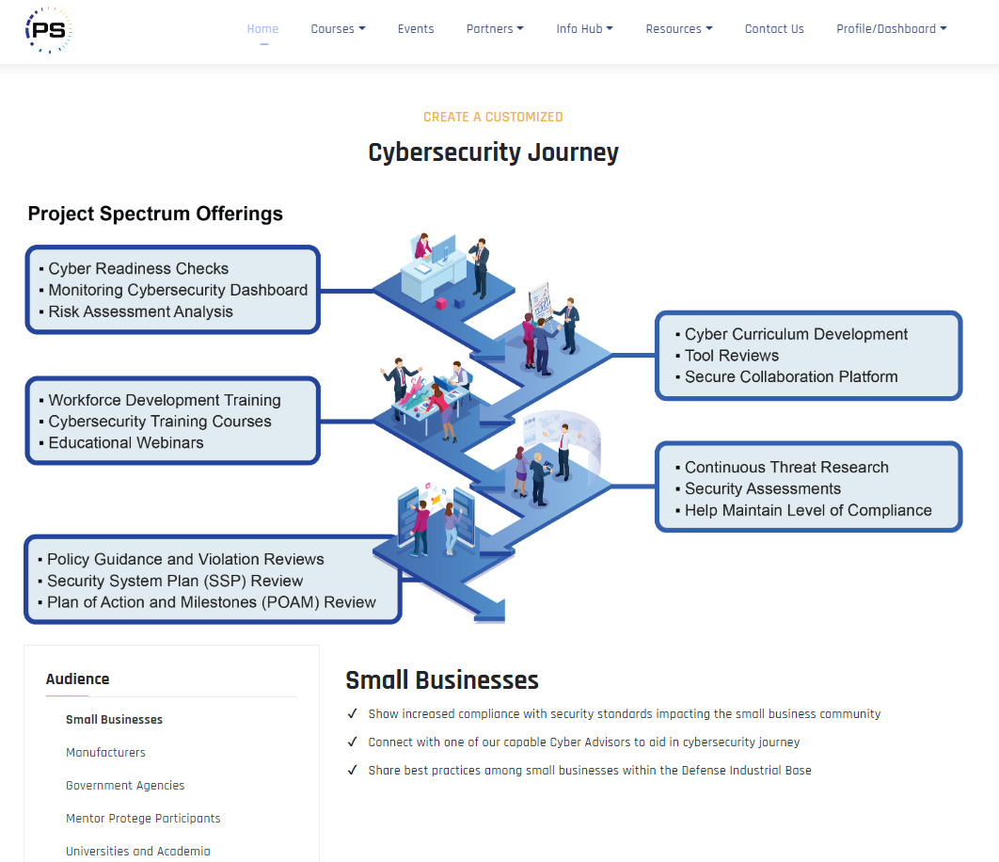 PS
Home Courses Events Partners Info Hub Resources Contact Us Profile/Dashboard
CREATE A CUSTOMIZED
Cybersecurity Journey
Project Spectrum Offerings
▪ Cyber Readiness Checks
▪ Monitoring Cybersecurity Dashboard
▪ Risk Assessment Analysis
▪ Cyber Curriculum Development
▪ Tool Reviews
▪ Secure Collaboration Platform
▪ Workforce Development Training
▪ Cybersecurity Training Courses
▪ Educational Webinars
▪ Continuous Threat Research
▪ Security Assessments
▪ Help Maintain Level of Compliance
▪ Policy Guidance and Violation Reviews
▪ Security System Plan (SSP) Review
▪ Plan of Action and Milestones (POAM) Review
Audience
Small Businesses
Manufacturers
Government Agencies
Mentor Protege Participants
Universities and Academia
Small Businesses
✓ Show increased compliance with security standards impacting the small business community
✓ Connect with one of our capable Cyber Advisors to aid in cybersecurity journey
✓ Share best practices among small businesses within the Defense Industrial Base